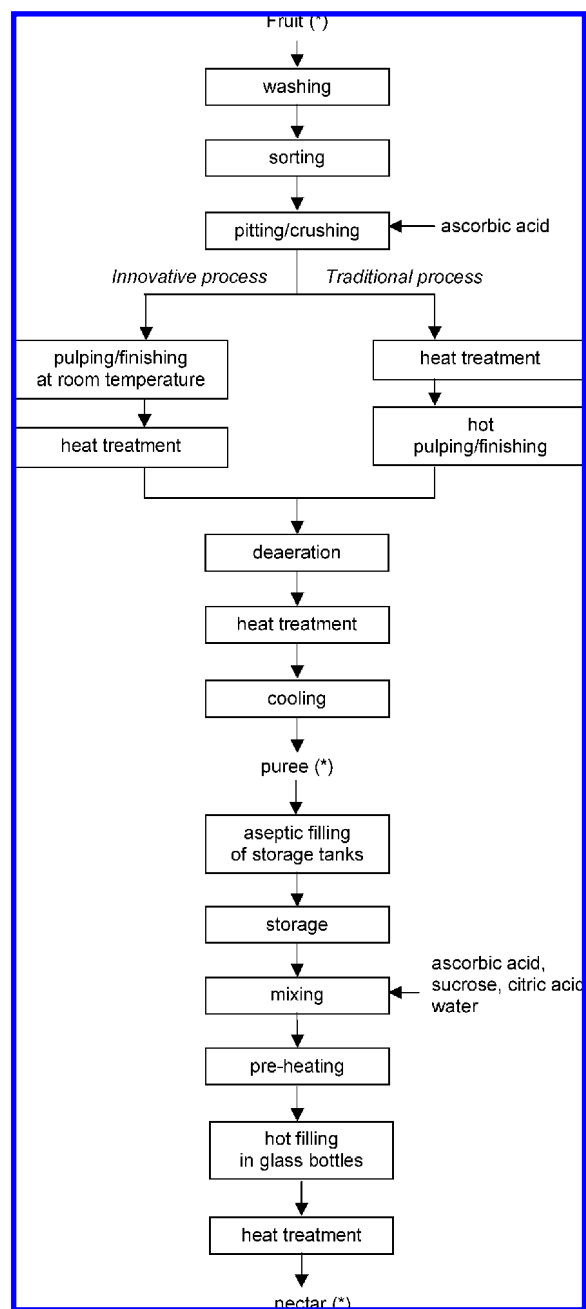 Fruit (*)
washing
sorting
pitting/crushing
ascorbic acid
Innovative process
Traditional process
pulping/finishing
at room temperature
heat treatment
heat treatment
hot
pulping/finishing
deaeration
heat treatment
cooling
puree (*)
aseptic filling
of storage tanks
storage
mixing
ascorbic acid,
sucrose, citric acid
water
pre-heating
hot filling
in glass bottles
heat treatment
nectar (*)